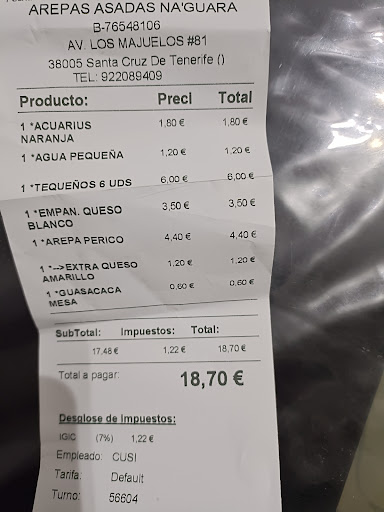 AREPAS ASADAS NA'GUARA
B-76548106
AV. LOS MAJUELOS #81
38005 Santa Cruz De Tenerife ()
TEL: 922089409
Producto: Preci Total
1 *ACUARIUS NARANJA 1,80 € 1,80 €
1 *AGUA PEQUEÑA 1,20 € 1,20 €
1 *TEQUEÑOS 6 UDS 6,00 € 6,00 €
1 *EMPAN. QUESO BLANCO 3,50 € 3,50 €
1 *AREPA PERICO 4,40 € 4,40 €
1 *-->EXTRA QUESO AMARILLO 1,20 € 1,20 €
1 *GUASACACA MESA 0,60 € 0,60 €
SubTotal: Impuestos: Total:
17,48 € 1,22 € 18,70 €
Total a pagar: 18,70 €
Desglose de Impuestos:
IGIC (7%) 1,22 €
Empleado: CUSI
Tarifa: Default
Turno: 56604